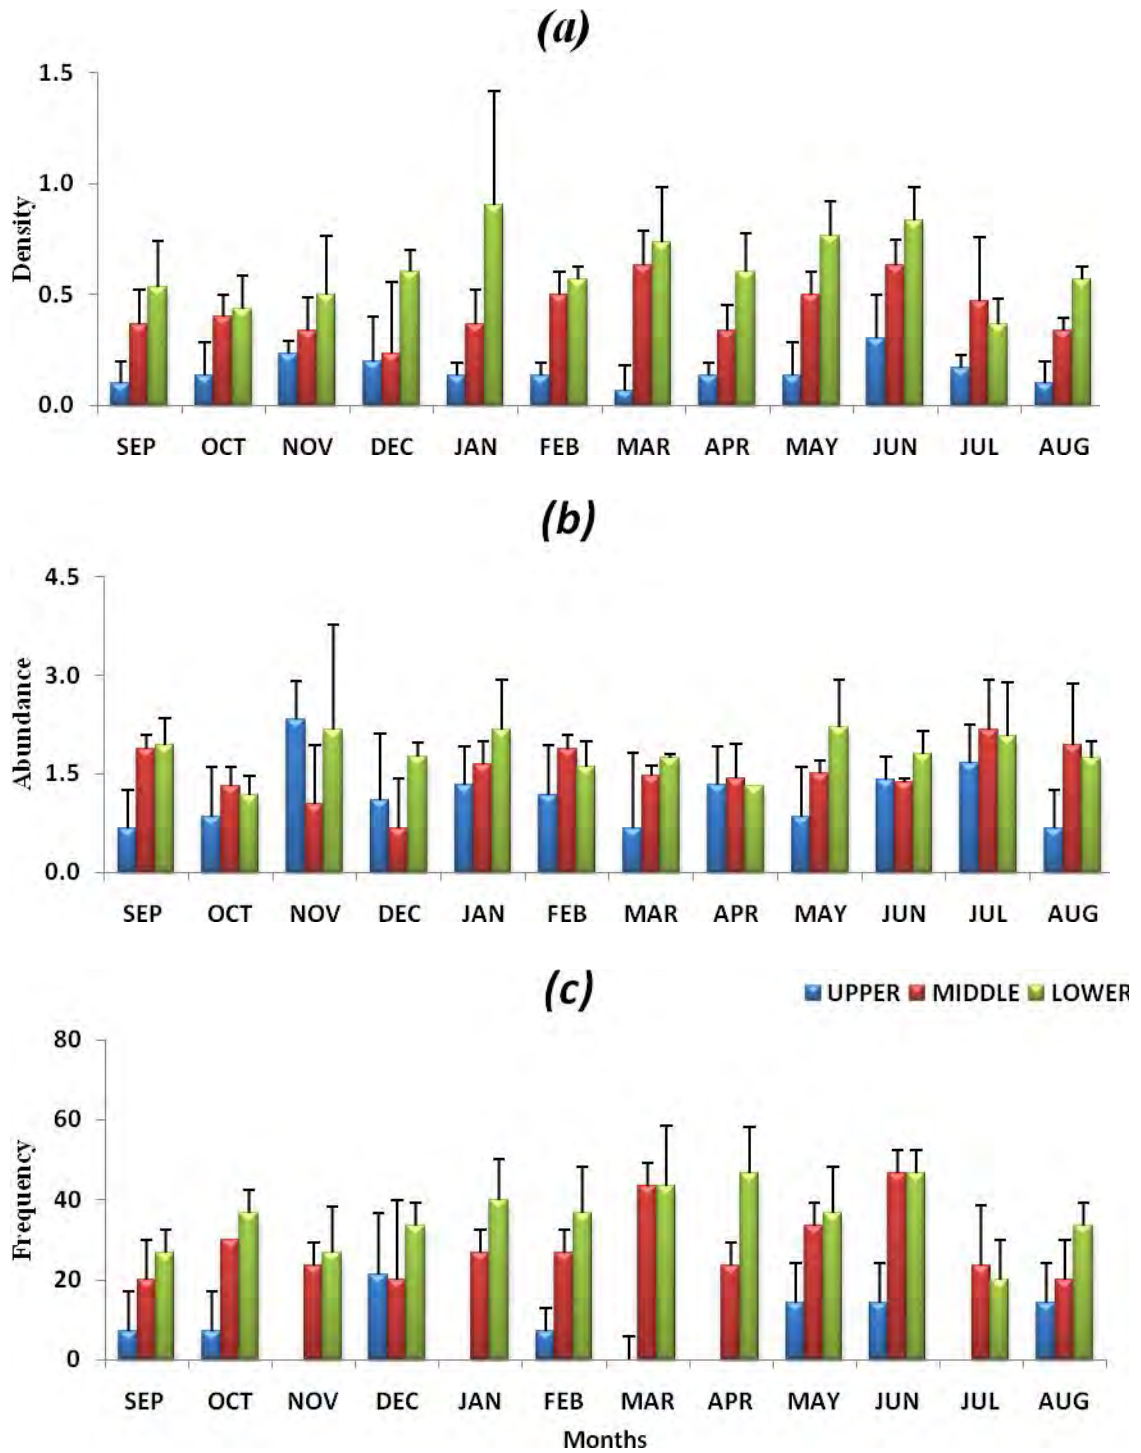 (a)
1.5
1.0
Density
0.5
0.0
SEP OCT NOV DEC JAN FEB MAR APR MAY JUN JUL AUG
(b)
4.5
3.0
Abundance
1.5
0.0
SEP OCT NOV DEC JAN FEB MAR APR MAY JUN JUL AUG
(c)
UPPER MIDDLE LOWER
80
60
Frequency
40
20
0
SEP OCT NOV DEC JAN FEB MAR APR MAY JUN JUL AUG
Months